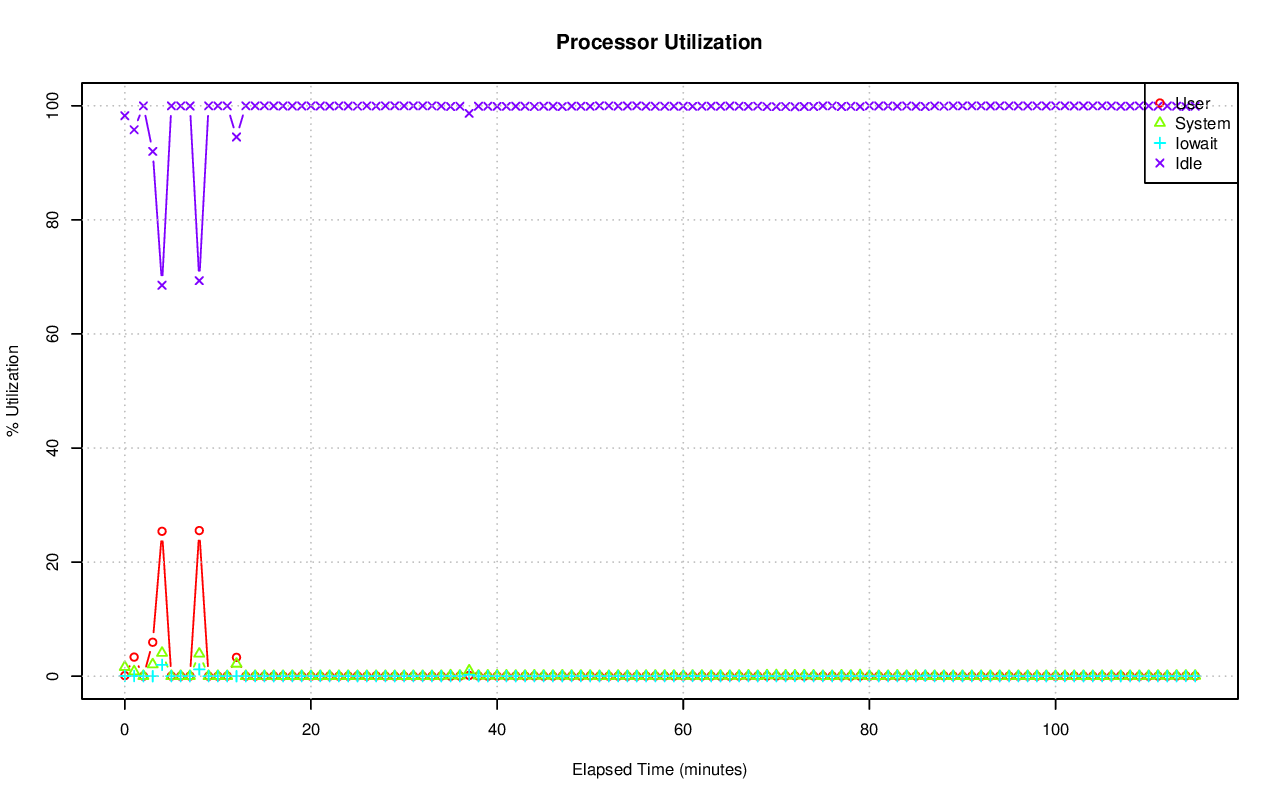 Processor Utilization
100
80
60
40
20
0
% Utilization
User
System
Iowait
Idle
0 20 40 60 80 100
Elapsed Time (minutes)